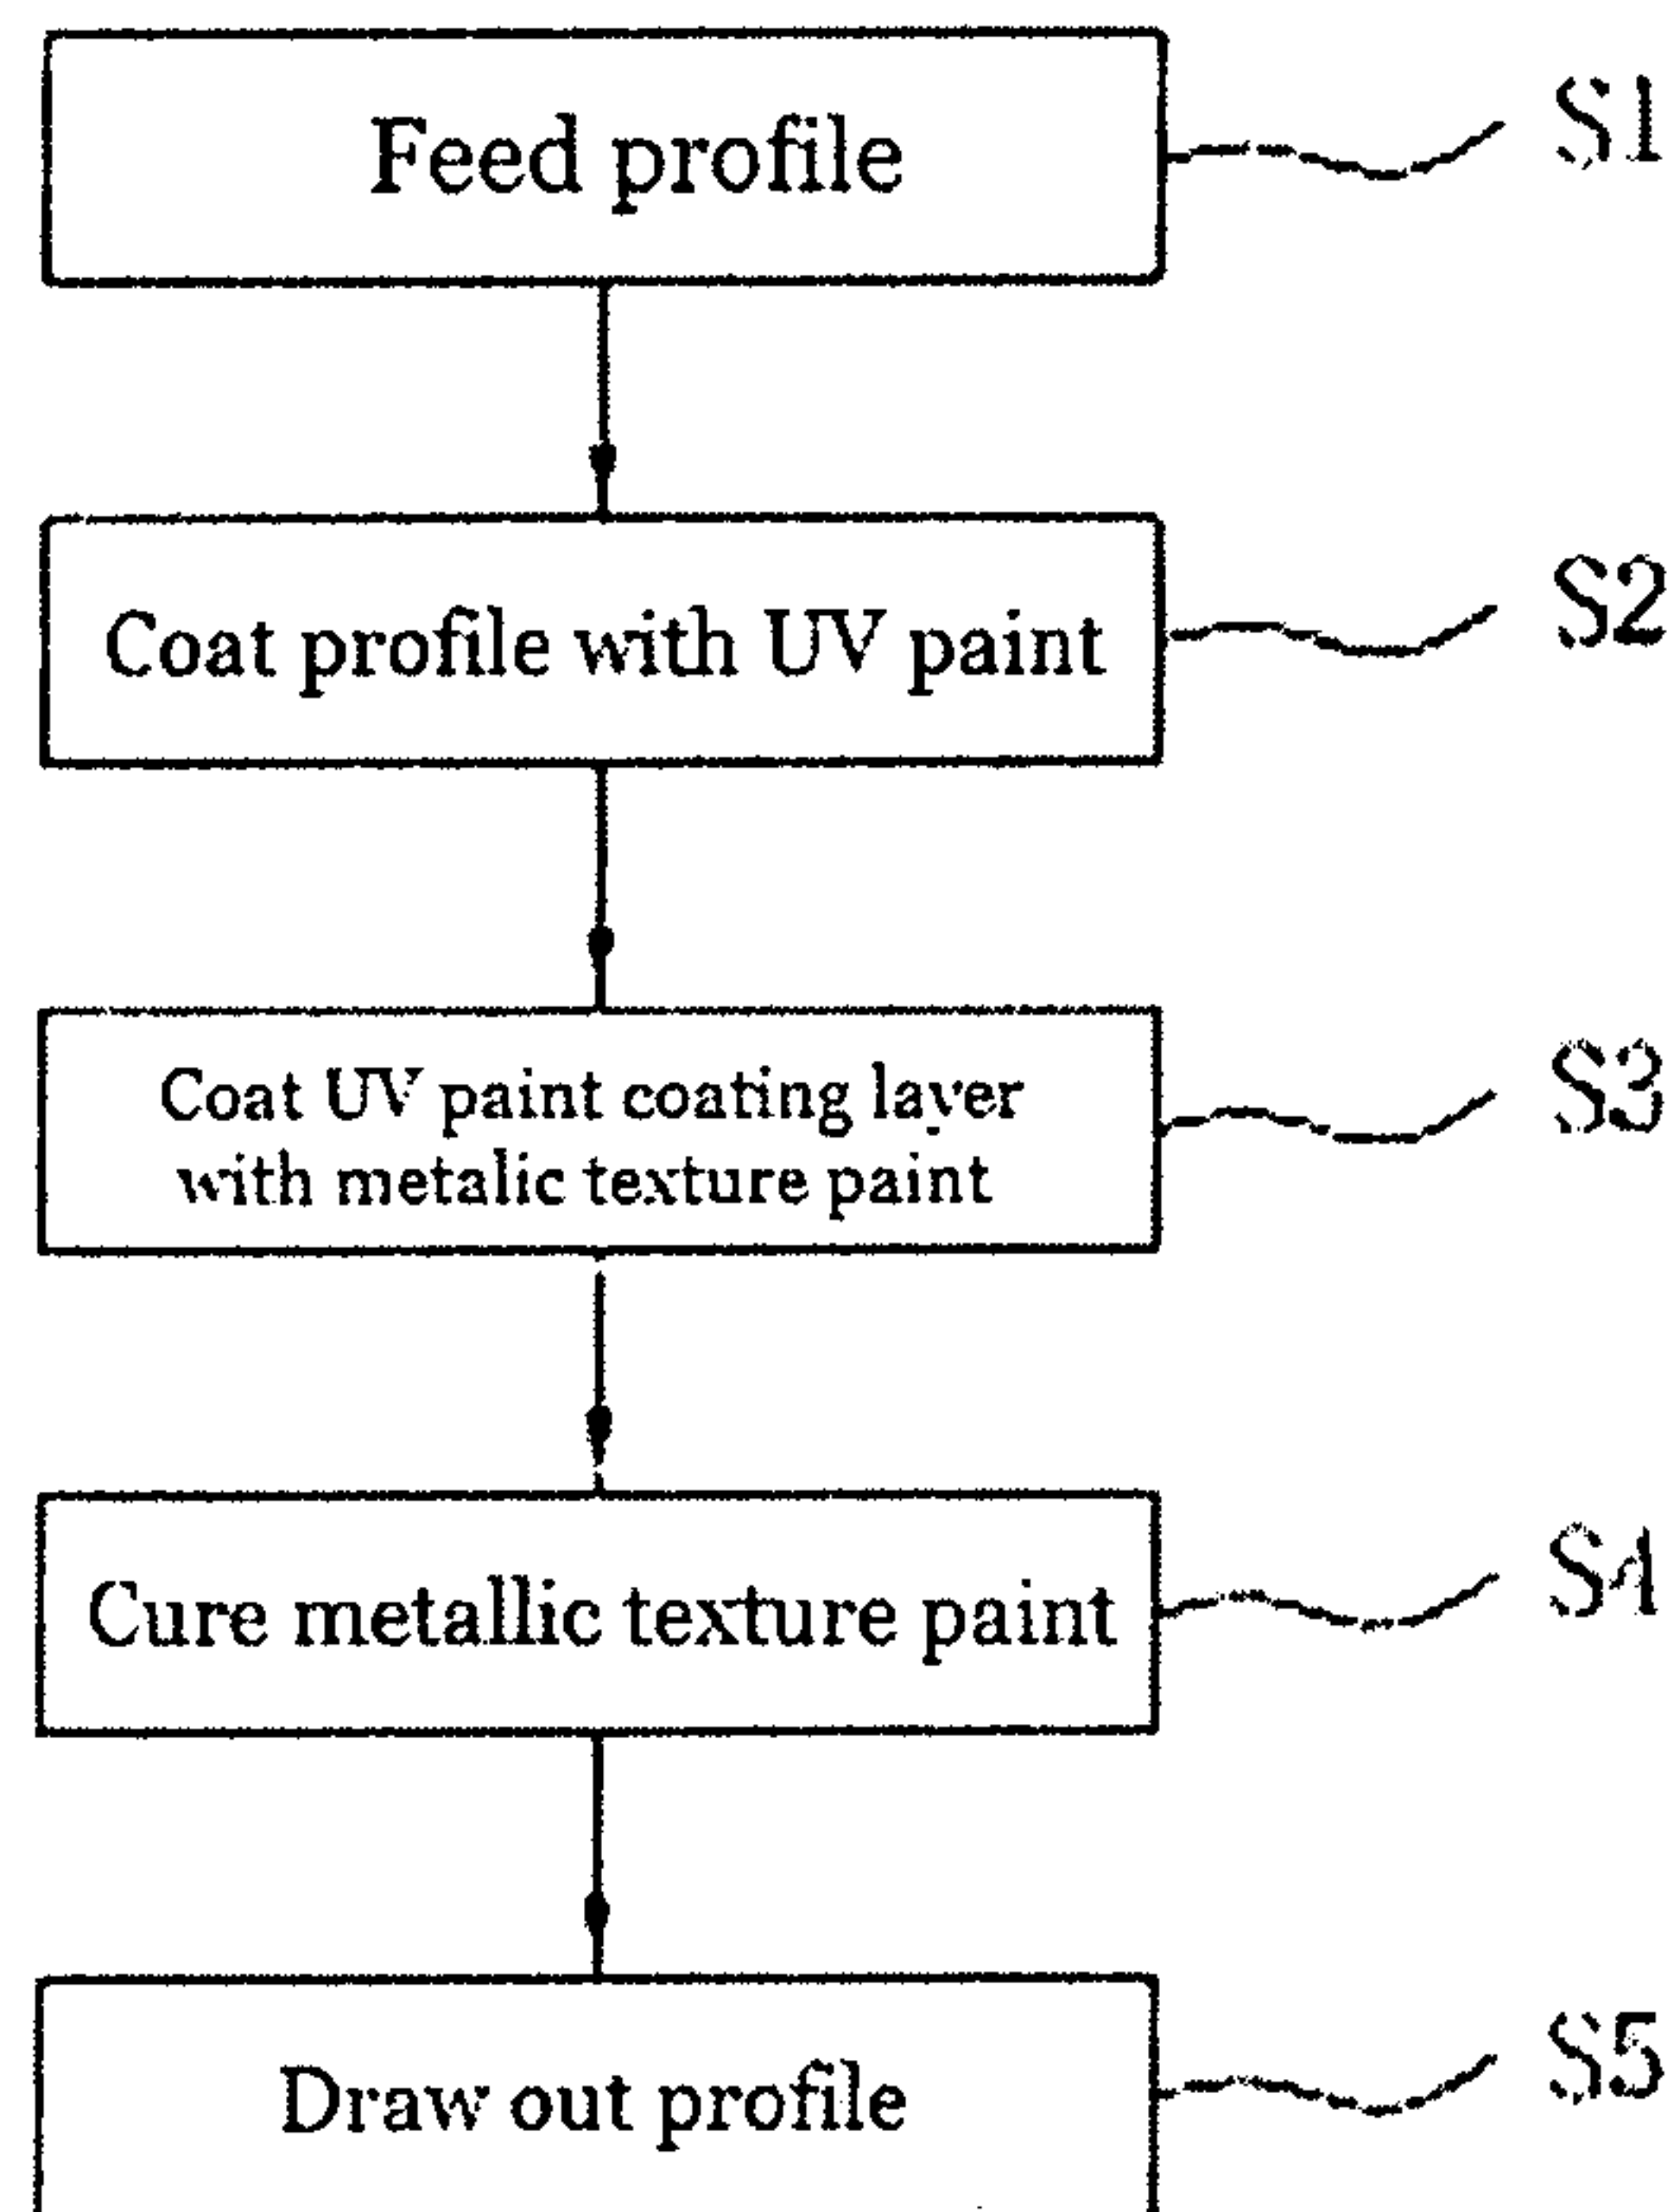 Feed profile
S1
Coat profile with UV paint
S2
Coat UV paint coating layer
with metalic texture paint
S3
Cure metallic texture paint
S4
Draw out profile
S5